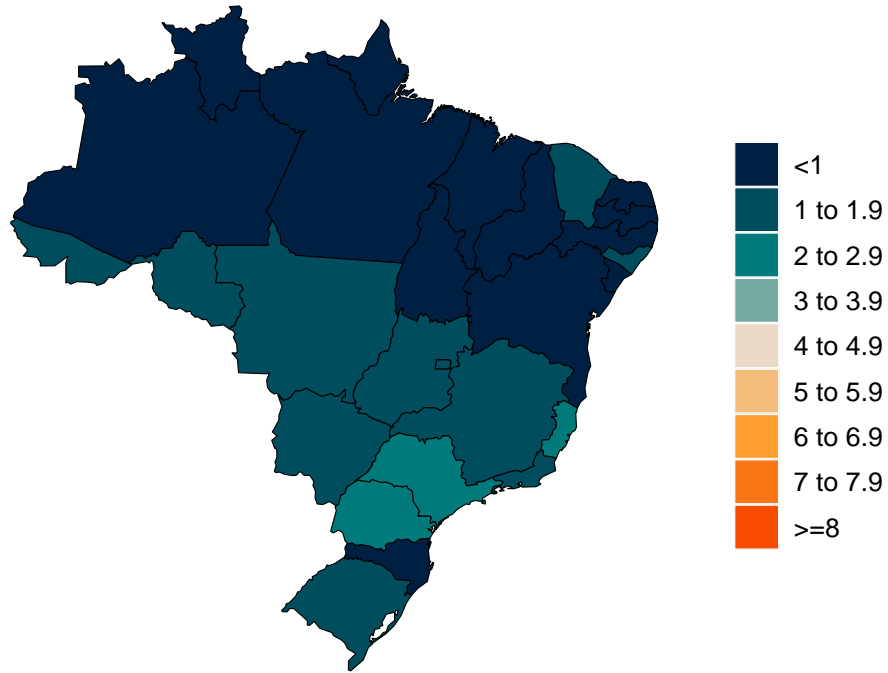 <1
1 to 1.9
2 to 2.9
3 to 3.9
4 to 4.9
5 to 5.9
6 to 6.9
7 to 7.9
>=8